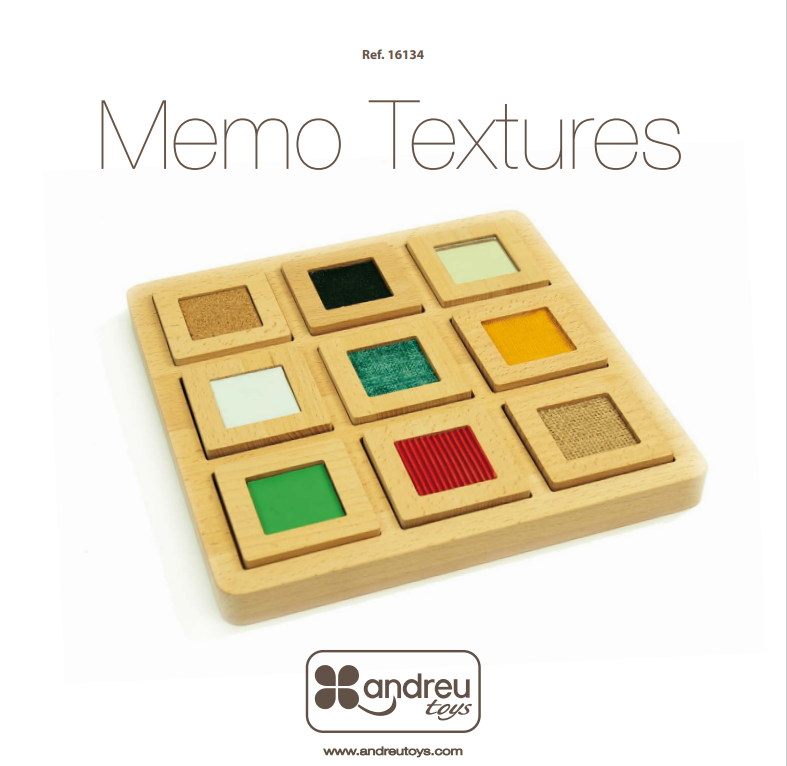 Ref. 16134
Memo Textures
andreu
toys
www.andreutoys.com